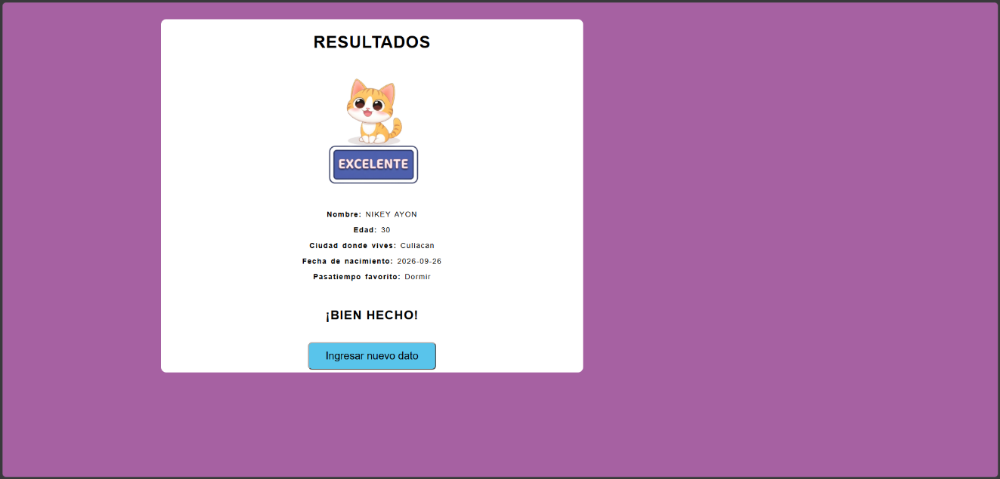 RESULTADOS
EXCELENTE
Nombre: NIKEY AYON
Edad: 30
Ciudad donde vives: Culiacan
Fecha de nacimiento: 2026-09-26
Pasatiempo favorito: Dormir
¡BIEN HECHO!
Ingresar nuevo dato